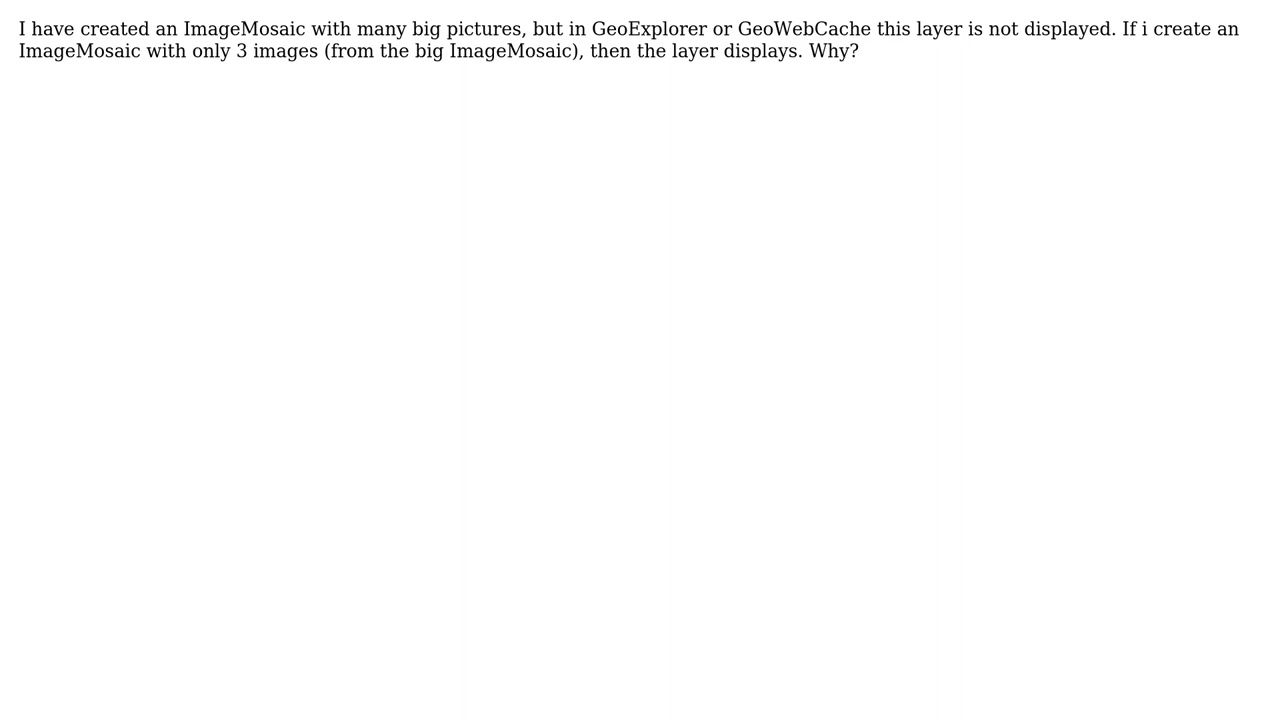 I have created an ImageMosaic with many big pictures, but in GeoExplorer or GeoWebCache this layer is not displayed. If i create an
ImageMosaic with only 3 images (from the big ImageMosaic), then the layer displays. Why?